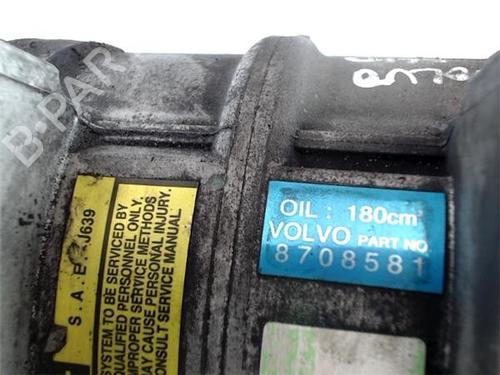 B-PAR
S. A. E. J639
SYSTEM TO BE SERVICED BY
QUALIFIED PERSONNEL ONLY.
IMPROPER SERVICE METHODS
MAY CAUSE PERSONAL INJURY.
CONSULT SERVICE MANUAL
OIL : 180cm
VOLVO PART NO
8708581